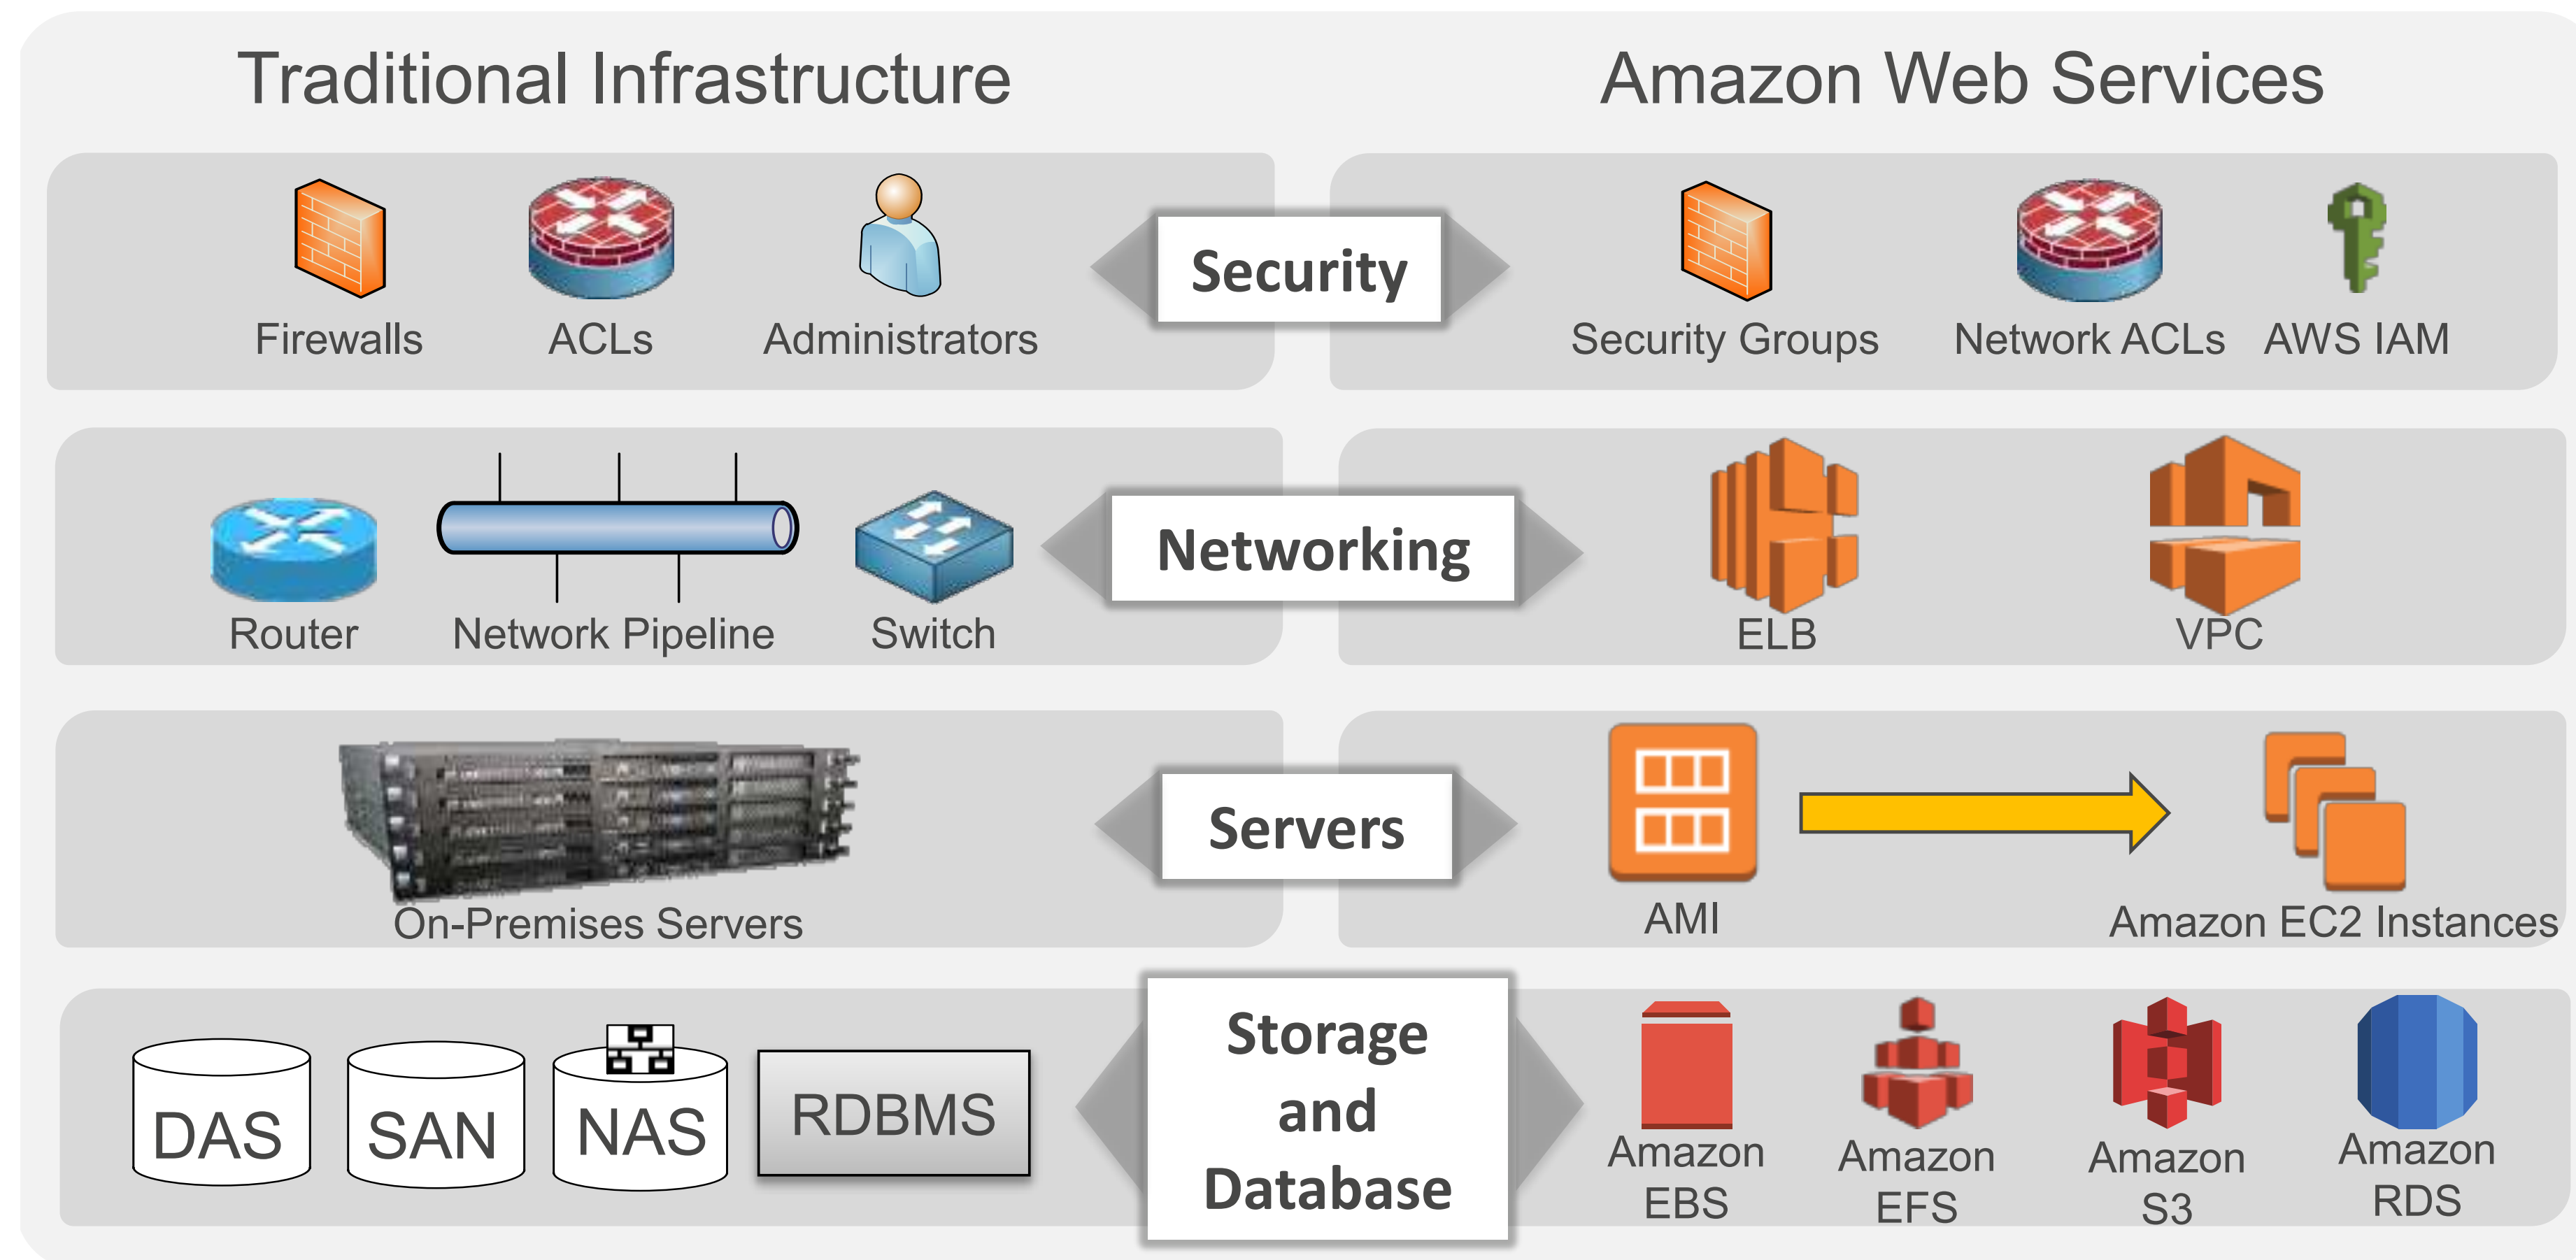 Traditional Infrastructure
Amazon Web Services
Firewalls
ACLs
Administrators
Security
Security Groups
Network ACLs
AWS IAM
Router
Network Pipeline
Switch
Networking
ELB
VPC
On-Premises Servers
Servers
AMI
Amazon EC2 Instances
DAS
SAN
NAS
RDBMS
Storage
and
Database
Amazon
EBS
Amazon
EFS
Amazon
S3
Amazon
RDS